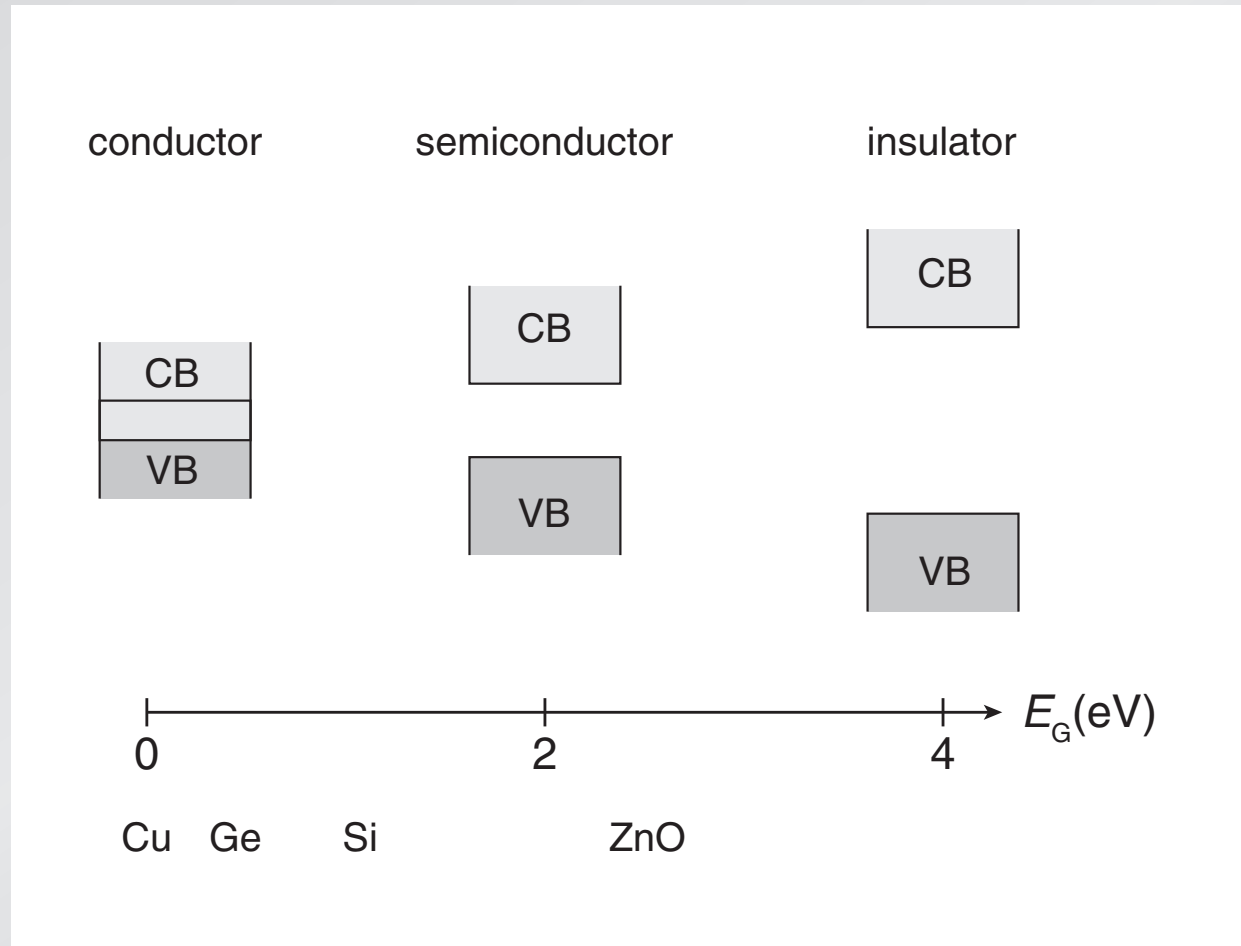 conductor semiconductor insulator
CB
CB
CB
VB
VB
VB
E_G(eV)
0 2 4
Cu Ge Si ZnO